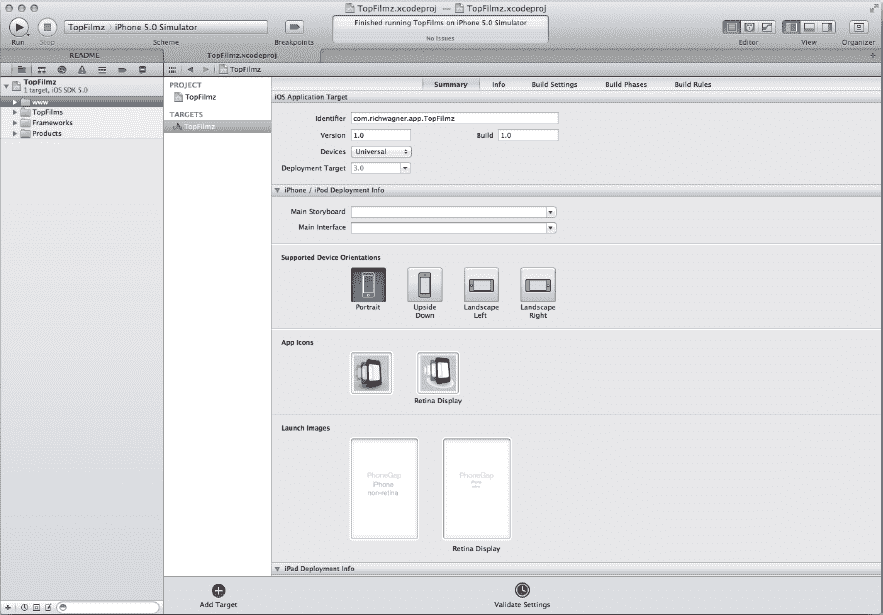 TopFilmz.xcodeproj — TopFilmz.xcodeproj
TopFilmz iPhone 5.0 Simulator
Finished running TopFilms on iPhone 5.0 Simulator
No Issues
Run Stop Scheme Breakpoints Editor View Organizer
README TopFilmz.xcodeproj
TopFilmz
TopFilmz
1 target, iOS SDK 5.0
www
TopFilms
Frameworks
Products
PROJECT
TopFilmz
TARGETS
TopFilmz
Summary Info Build Settings Build Phases Build Rules
iOS Application Target
Identifier com.richwagner.app.TopFilmz
Version 1.0 Build 1.0
Devices Universal
Deployment Target 3.0
iPhone / iPod Deployment Info
Main Storyboard
Main Interface
Supported Device Orientations
Portrait
Upside Down
Landscape Left
Landscape Right
App Icons
Retina Display
Launch Images
PhoneGap
iPhone
non-retina
PhoneGap
iPhone
Retina Display
iPad Deployment Info
Add Target Validate Settings